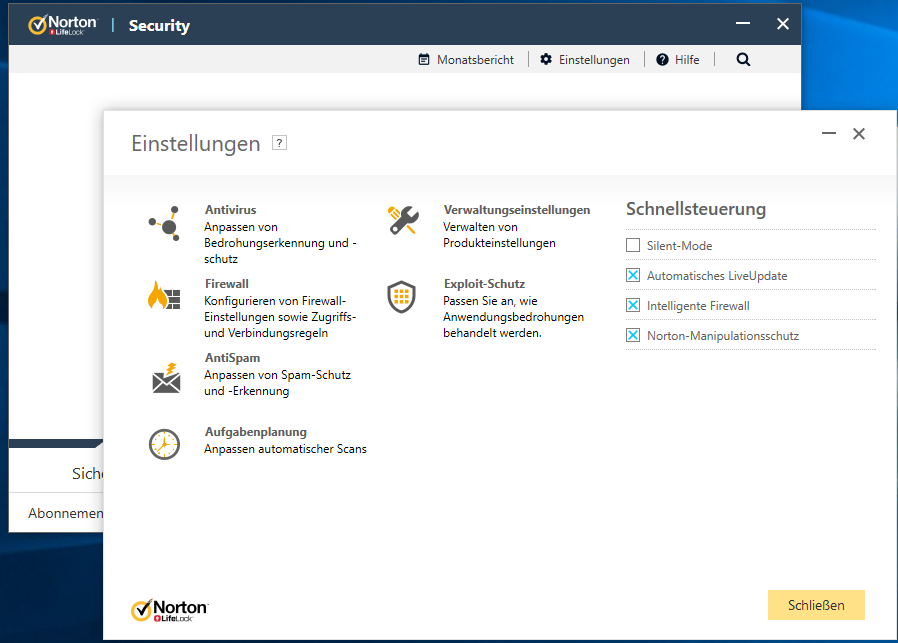 Norton
LifeLock
Security
Monatsbericht
Einstellungen
Hilfe
Einstellungen ?
Antivirus
Anpassen von
Bedrohungserkennung und -
schutz
Firewall
Konfigurieren von Firewall-
Einstellungen sowie Zugriffs-
und Verbindungsregeln
AntiSpam
Anpassen von Spam-Schutz
und -Erkennung
Aufgabenplanung
Anpassen automatischer Scans
Verwaltungseinstellungen
Verwalten von
Produkteinstellungen
Exploit-Schutz
Passen Sie an, wie
Anwendungsbedrohungen
behandelt werden.
Schnellsteuerung
Silent-Mode
Automatisches LiveUpdate
Intelligente Firewall
Norton-Manipulationsschutz
Siche
Abonnemen
Norton
LifeLock
Schließen